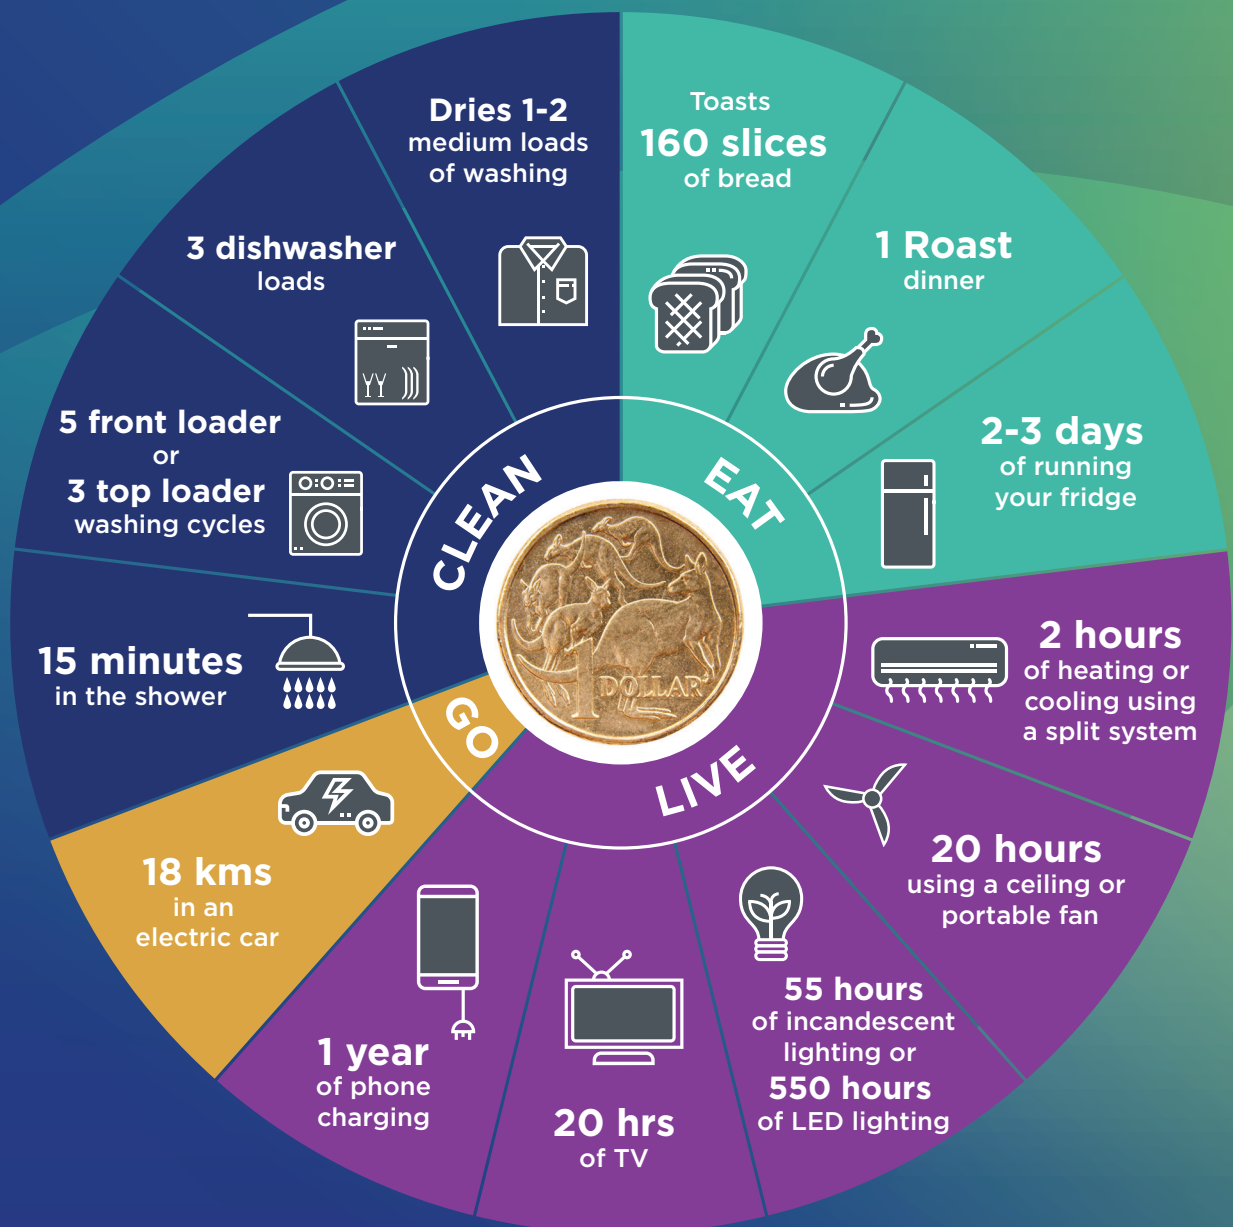 Toasts
160 slices
of bread
1 Roast
dinner
2-3 days
of running
your fridge
EAT
2 hours
of heating or
cooling using
a split system
20 hours
using a ceiling or
portable fan
55 hours
of incandescent
lighting or
550 hours
of LED lighting
20 hrs
of TV
1 year
of phone
charging
LIVE
18 kms
in an
electric car
GO
15 minutes
in the shower
5 front loader
or
3 top loader
washing cycles
3 dishwasher
loads
Dries 1-2
medium loads
of washing
CLEAN
1
DOLLAR